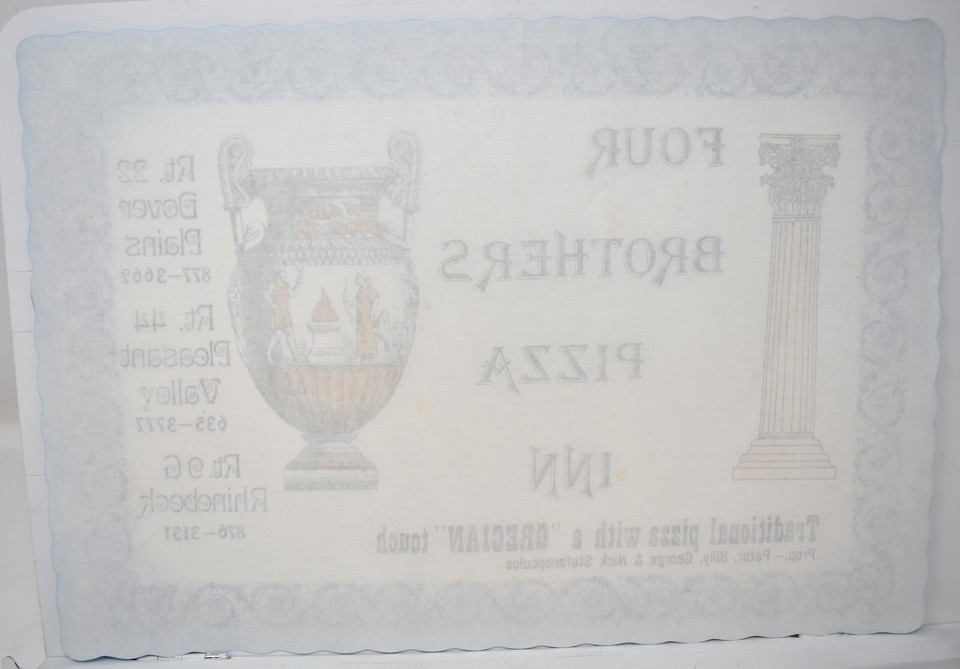 FOUR
BROTHERS
PIZZA
INN
Traditional pizza with a "GRECIAN" touch
Prop.- Peter, Billy, George & Nick Stefanopoulos
Rt. 22
Dover
Plains
877-3662
Rt. 44
Pleasant
Valley
635-3777
Rt 9G
Rhinebeck
876-3131